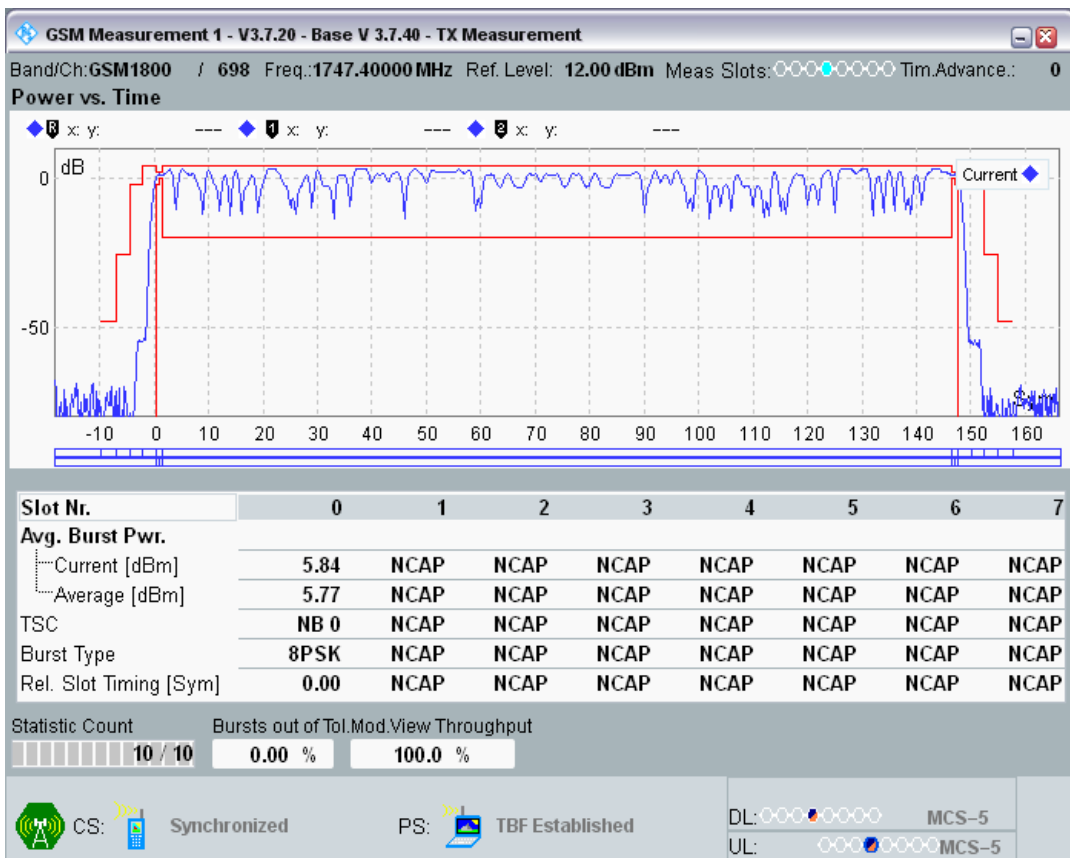 GSM Measurement 1 - V3.7.20 - Base V 3.7.40 - TX Measurement
Band/Ch:GSM1800 / 698 Freq.:1747.40000 MHz Ref. Level: 12.00 dBm Meas Slots: Tim.Advance.: 0
Power vs. Time
R x: y: --- 1 x: y: --- 2 x: y: ---
dB
0
Current
-50
Sym
-10 0 10 20 30 40 50 60 70 80 90 100 110 120 130 140 150 160
Slot Nr. 0 1 2 3 4 5 6 7
Avg. Burst Pwr.
Current [dBm] 5.84 NCAP NCAP NCAP NCAP NCAP NCAP NCAP
Average [dBm] 5.77 NCAP NCAP NCAP NCAP NCAP NCAP NCAP
TSC NB 0 NCAP NCAP NCAP NCAP NCAP NCAP NCAP
Burst Type 8PSK NCAP NCAP NCAP NCAP NCAP NCAP NCAP
Rel. Slot Timing [Sym] 0.00 NCAP NCAP NCAP NCAP NCAP NCAP NCAP
Statistic Count Bursts out of Tol. Mod.View Throughput
10 / 10 0.00 % 100.0 %
CS: Synchronized PS: TBF Established DL: MCS-5
UL: MCS-5